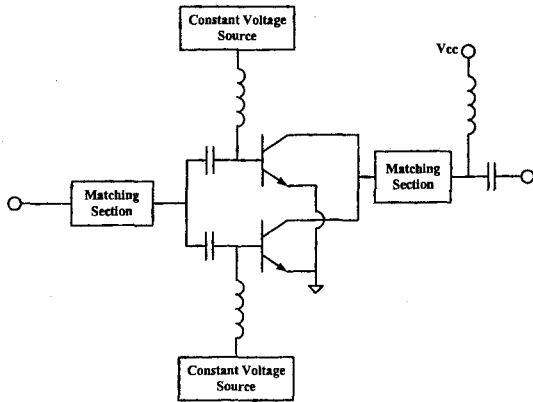 Constant Voltage
Source
Vcc
Matching
Section
Matching
Section
Constant Voltage
Source